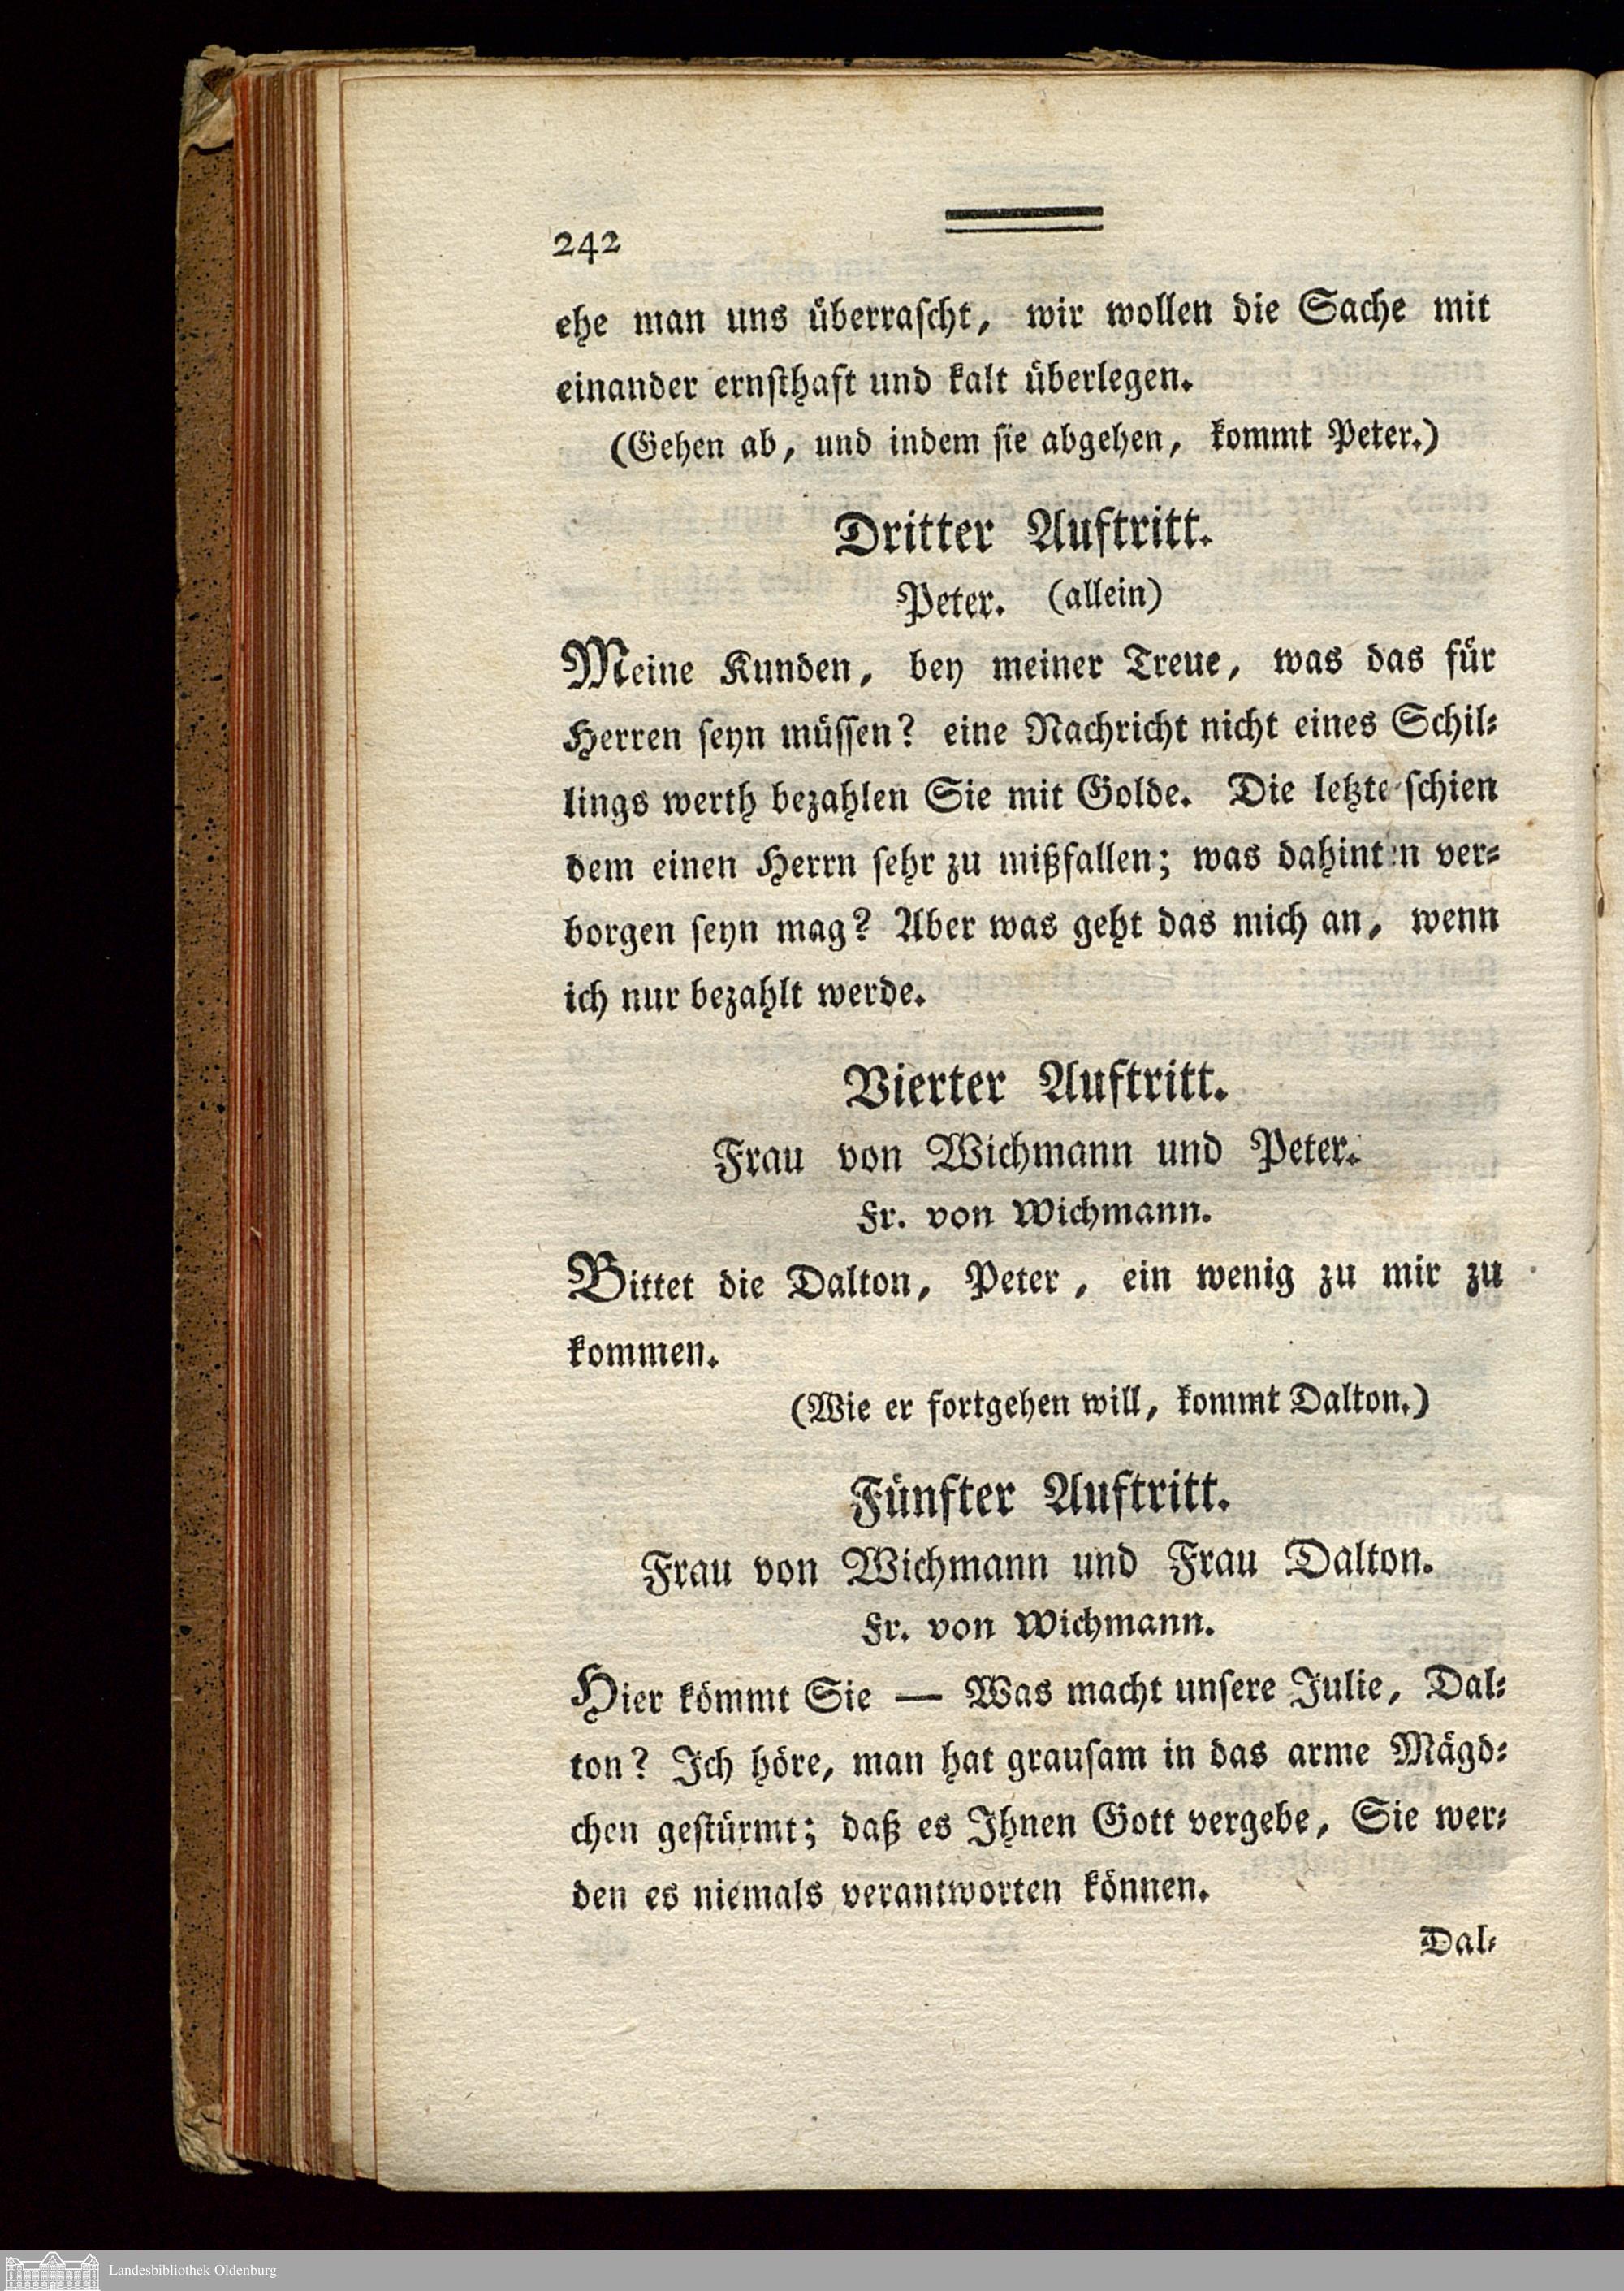 242
ehe man uns überrascht, wir wollen die Sache mit
einander ernsthaft und kalt überlegen.
(Gehen ab, und indem sie abgehen, kommt Peter.)
Dritter Auftritt.
Peter. (allein)
Meine Kunden, bey meiner Treue, was das für
Herren seyn müssen? eine Nachricht nicht eines Schil-
lings werth bezahlen Sie mit Golde. Die letzte schien
dem einen Herrn sehr zu mißfallen; was dahinten ver-
borgen seyn mag? Aber was geht das mich an, wenn
ich nur bezahlt werde.
Vierter Auftritt.
Frau von Wichmann und Peter.
Fr. von Wichmann.
Bittet die Dalton, Peter, ein wenig zu mir zu
kommen.
(Wie er fortgehen will, kommt Dalton.)
Fünfter Auftritt.
Frau von Wichmann und Frau Dalton.
Fr. von Wichmann.
Hier kömmt Sie — Was macht unsere Julie, Dal-
ton? Ich höre, man hat grausam in das arme Mägd-
chen gestürmt; daß es Ihnen Gott vergebe, Sie wer-
den es niemals verantworten können.
Dal-
Landesbibliothek Oldenburg